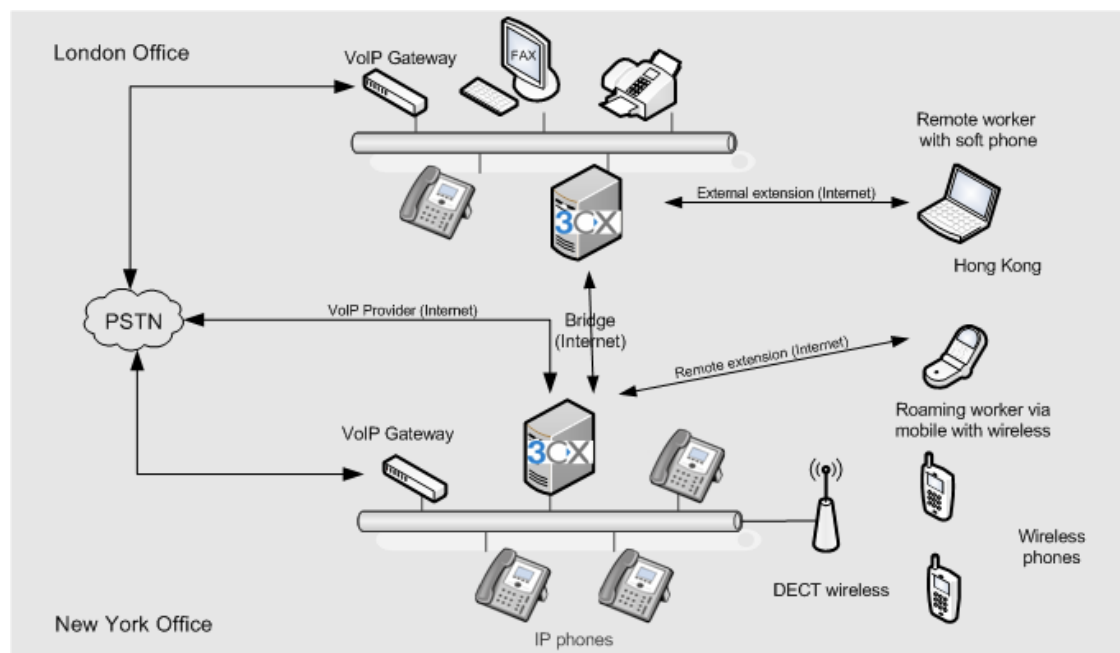 London Office
VoIP Gateway
FAX
Remote worker
with soft phone
External extension (Internet)
3CX
Hong Kong
PSTN
VoIP Provider (Internet)
Bridge
(Internet)
Remote extension (Internet)
Roaming worker via
mobile with wireless
VoIP Gateway
3CX
Wireless
phones
DECT wireless
New York Office
IP phones